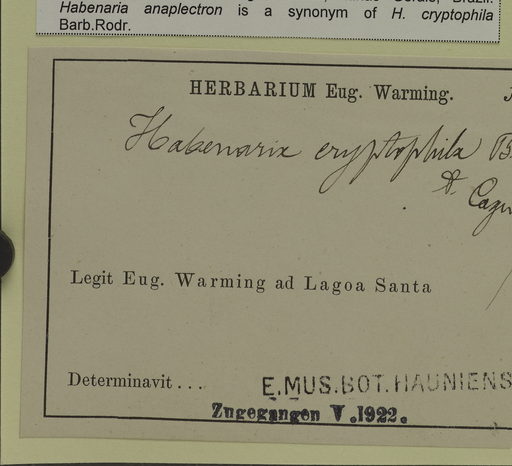 Habenaria anaplectron is a synonym of H. cryptophila
Barb.Rodr.
HERBARIUM Eug. Warming.
Habenaria cryptophila B
Legit Eug. Warming ad Lagoa Santa
Determinavit . . .
E.MUS.BOT.HAUNIENS
Zugegangen V.1922.